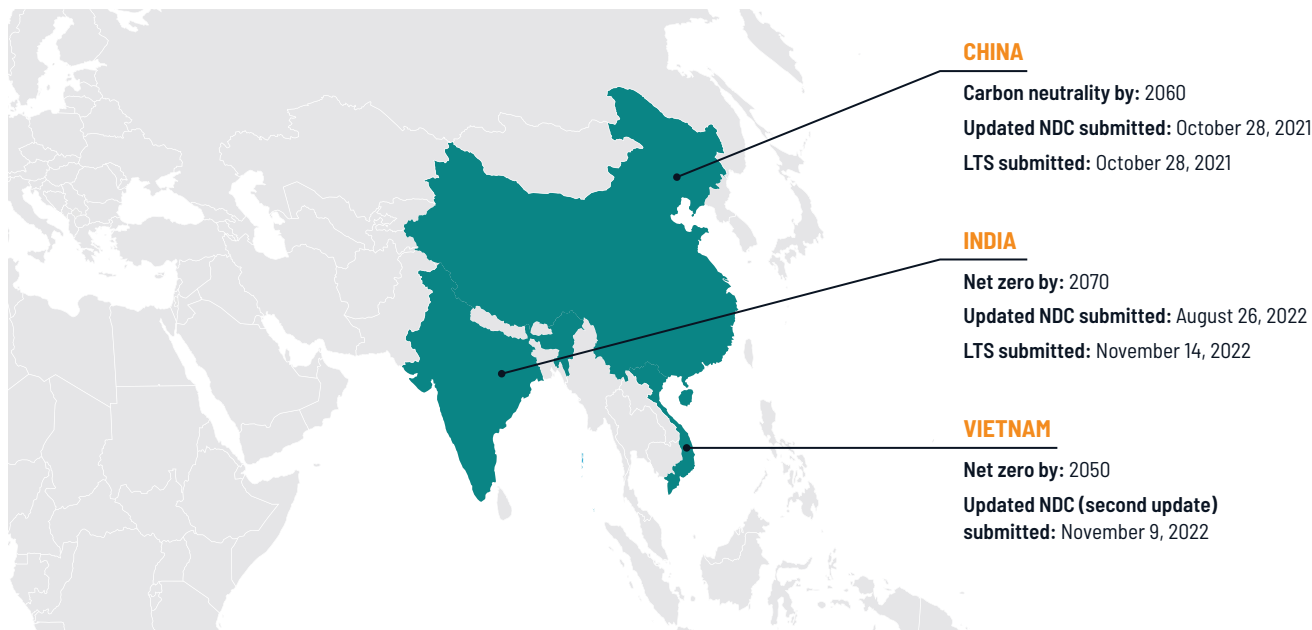 CHINA
Carbon neutrality by: 2060
Updated NDC submitted: October 28, 2021
LTS submitted: October 28, 2021
INDIA
Net zero by: 2070
Updated NDC submitted: August 26, 2022
LTS submitted: November 14, 2022
VIETNAM
Net zero by: 2050
Updated NDC (second update)
submitted: November 9, 2022